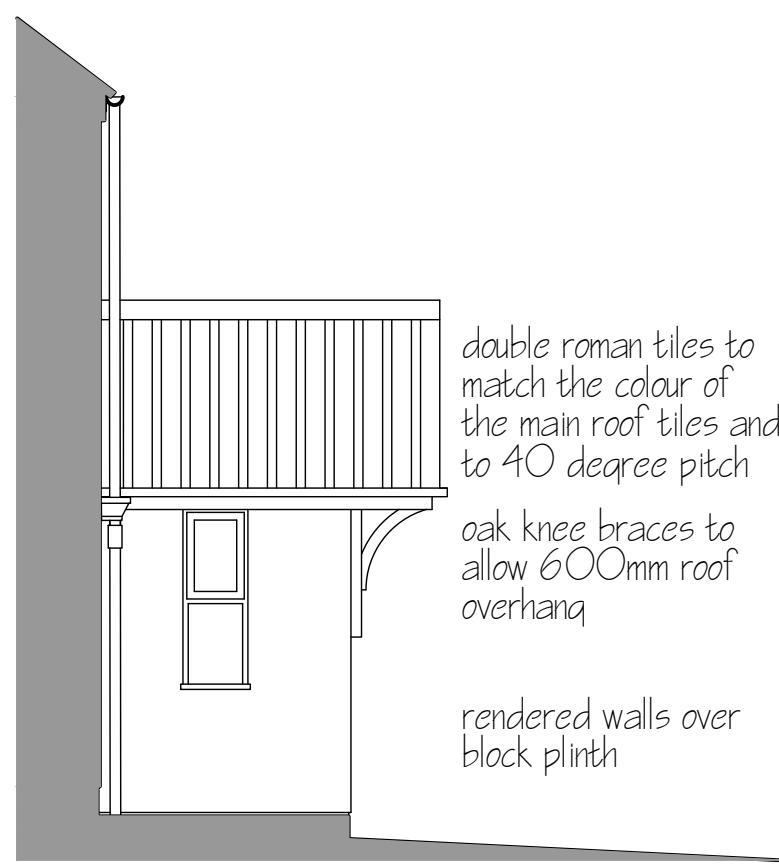 double roman tiles to
match the colour of
the main roof tiles and
to 40 degree pitch
oak knee braces to
allow 600mm roof
overhang
rendered walls over
block plinth